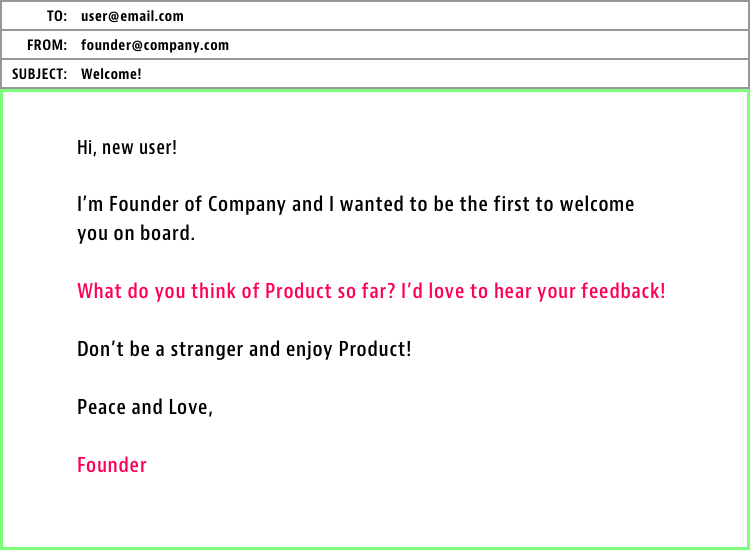 TO: user@email.com
FROM: founder@company.com
SUBJECT: Welcome!
Hi, new user!
I’m Founder of Company and I wanted to be the first to welcome
you on board.
What do you think of Product so far? I’d love to hear your feedback!
Don’t be a stranger and enjoy Product!
Peace and Love,
Founder